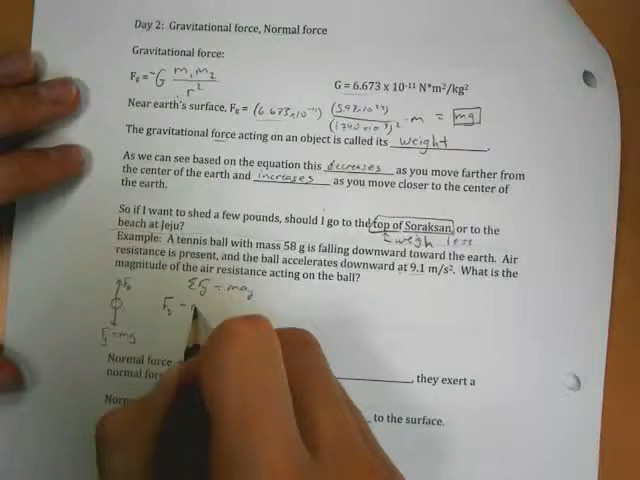 Day 2: Gravitational force, Normal force
Gravitational force:
Fg = -G m₁m₂ / r²
G = 6.673 x 10⁻¹¹ N*m²/kg²
Near earth's surface, Fg = (6.673x10⁻¹¹) (5.97x10²⁴) / (1740x10³)² · m = mg
The gravitational force acting on an object is called its weight.
As we can see based on the equation this decreases as you move farther from
the center of the earth and increases as you move closer to the center of
the earth.
So if I want to shed a few pounds, should I go to the top of Soraksan, or to the
beach at Jeju?
weigh less
Example: A tennis ball with mass 58 g is falling downward toward the earth. Air
resistance is present, and the ball accelerates downward at 9.1 m/s². What is the
magnitude of the air resistance acting on the ball?
ΣFy = may
Fg = mg
Normal force
normal for
, they exert a
Norm
, to the surface.